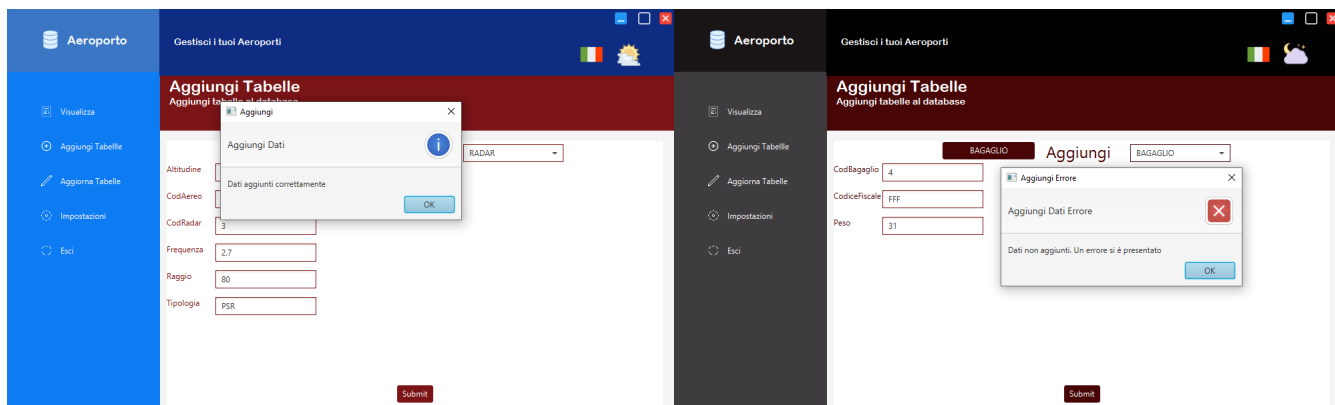 Aeroporto
Gestisci i tuoi Aeroporti
Visualizza
Aggiungi Tabellle
Aggiorna Tabelle
Impostazioni
Esci
Aggiungi Tabelle
Aggiungi tabelle al database
RADAR
Altitudine
CodAereo
CodRadar
3
Frequenza
2.7
Raggio
80
Tipologia
PSR
Submit
Aggiungi
Aggiungi Dati
Dati aggiunti correttamente
OK
Aeroporto
Gestisci i tuoi Aeroporti
Visualizza
Aggiungi Tabellle
Aggiorna Tabelle
Impostazioni
Esci
Aggiungi Tabelle
Aggiungi tabelle al database
BAGAGLIO
Aggiungi
BAGAGLIO
CodBagaglio
4
CodiceFiscale
FFF
Peso
31
Submit
Aggiungi Errore
Aggiungi Dati Errore
Dati non aggiunti. Un errore si è presentato
OK